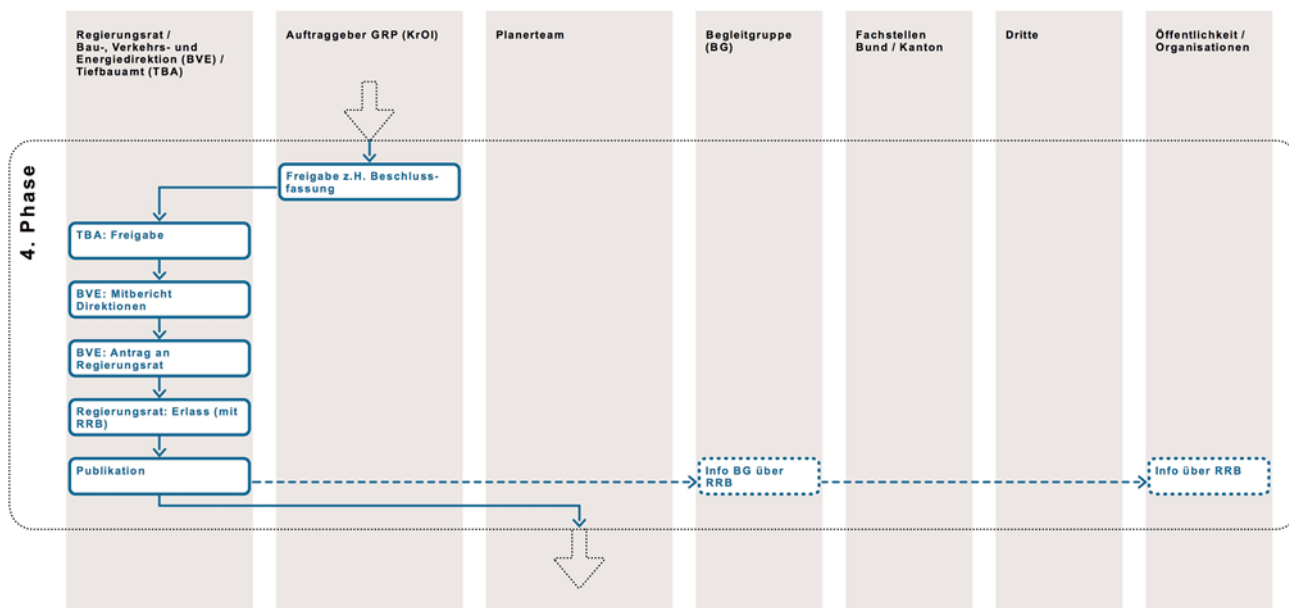 Regierungsrat /
Bau-, Verkehrs- und
Energiedirektion (BVE) /
Tiefbauamt (TBA)
Auftraggeber GRP (KrOI)
Planerteam
Begleitgruppe
(BG)
Fachstellen
Bund / Kanton
Dritte
Öffentlichkeit /
Organisationen
4. Phase
Freigabe z.H. Beschluss-
fassung
TBA: Freigabe
BVE: Mitbericht
Direktionen
BVE: Antrag an
Regierungsrat
Regierungsrat: Erlass (mit
RRB)
Publikation
Info BG über
RRB
Info über RRB